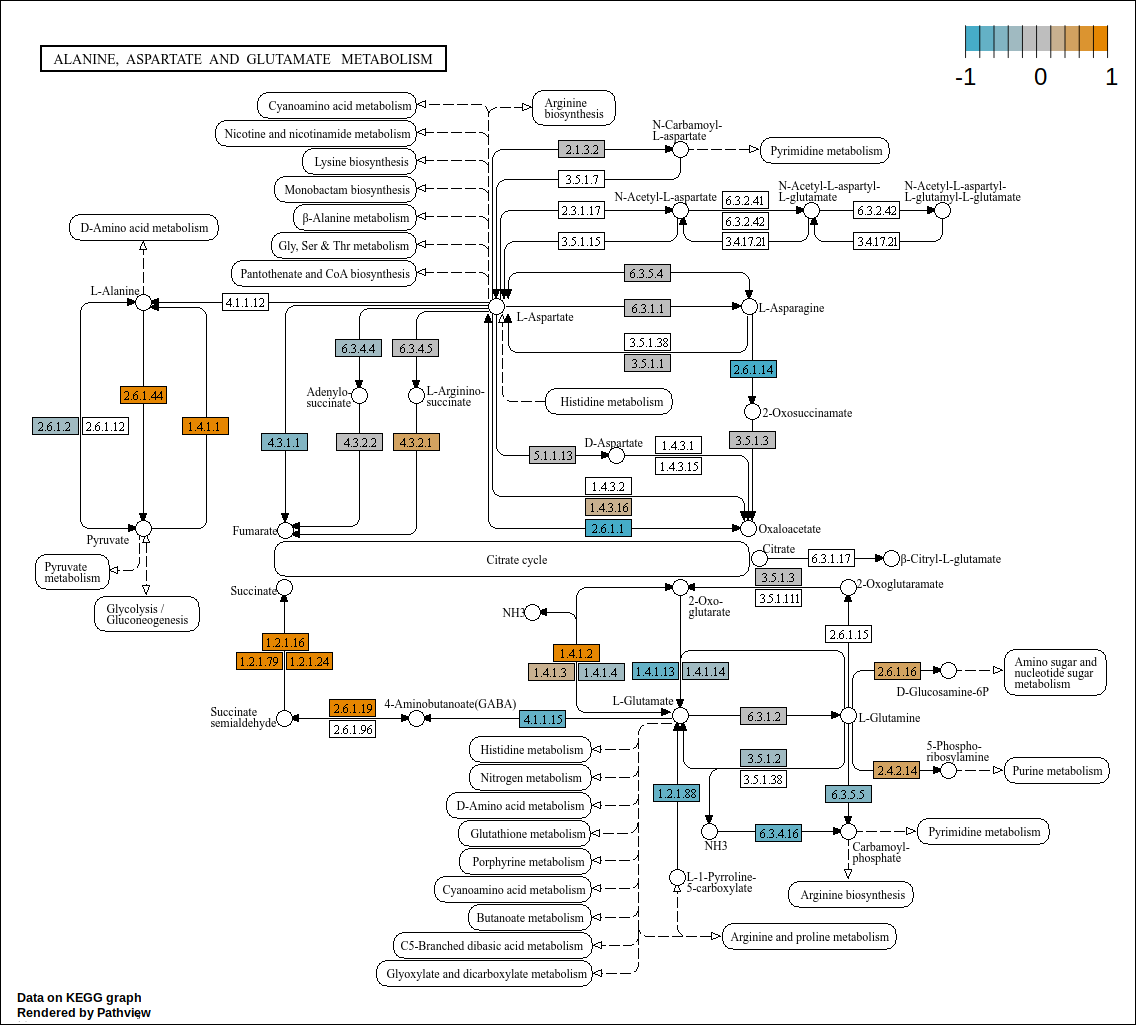 ALANINE, ASPARTATE AND GLUTAMATE METABOLISM
-1 0 1
Cyanoamino acid metabolism
Nicotine and nicotinamide metabolism
Lysine biosynthesis
Monobactam biosynthesis
β-Alanine metabolism
Gly, Ser & Thr metabolism
Pantothenate and CoA biosynthesis
Arginine
biosynthesis
N-Carbamoyl-
L-aspartate
Pyrimidine metabolism
2.1.3.2
3.5.1.7
N-Acetyl-L-aspartate
N-Acetyl-L-aspartyl-
L-glutamate
N-Acetyl-L-aspartyl-
L-glutamyl-L-glutamate
2.3.1.17
3.5.1.15
6.3.2.41
6.3.2.42
3.4.17.21
6.3.2.42
3.4.17.21
D-Amino acid metabolism
L-Alanine
4.1.1.12
L-Aspartate
6.3.5.4
6.3.1.1
3.5.1.38
3.5.1.1
L-Asparagine
2.6.1.14
2-Oxosuccinamate
3.5.1.3
6.3.4.4
6.3.4.5
Adenylo-
succinate
L-Arginino-
succinate
Histidine metabolism
2.6.1.44
2.6.1.2
2.6.1.12
1.4.1.1
4.3.1.1
4.3.2.2
4.3.2.1
5.1.1.13
D-Aspartate
1.4.3.1
1.4.3.15
1.4.3.2
1.4.3.16
2.6.1.1
Fumarate
Oxaloacetate
Pyruvate
Pyruvate
metabolism
Glycolysis /
Gluconeogenesis
Citrate cycle
Citrate
6.3.1.17
β-Citryl-L-glutamate
3.5.1.3
3.5.1.111
2-Oxoglutaramate
Succinate
NH3
2-Oxo-
glutarate
2.6.1.15
1.2.1.16
1.2.1.79
1.2.1.24
1.4.1.2
1.4.1.3
1.4.1.4
1.4.1.13
1.4.1.14
2.6.1.16
D-Glucosamine-6P
Amino sugar and
nucleotide sugar
metabolism
Succinate
semialdehyde
2.6.1.19
2.6.1.96
4-Aminobutanoate(GABA)
4.1.1.15
L-Glutamate
6.3.1.2
L-Glutamine
3.5.1.2
3.5.1.38
2.4.2.14
5-Phospho-
ribosylamine
Purine metabolism
1.2.1.88
6.3.5.5
NH3
6.3.4.16
Carbamoyl-
phosphate
Pyrimidine metabolism
Arginine biosynthesis
L-1-Pyrroline-
5-carboxylate
Arginine and proline metabolism
Histidine metabolism
Nitrogen metabolism
D-Amino acid metabolism
Glutathione metabolism
Porphyrine metabolism
Cyanoamino acid metabolism
Butanoate metabolism
C5-Branched dibasic acid metabolism
Glyoxylate and dicarboxylate metabolism
Data on KEGG graph
Rendered by Pathview